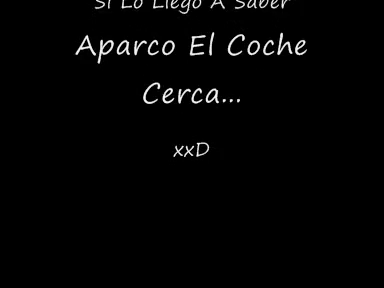 Si Lo Llego A Saber
Aparco El Coche
Cerca...
xxD